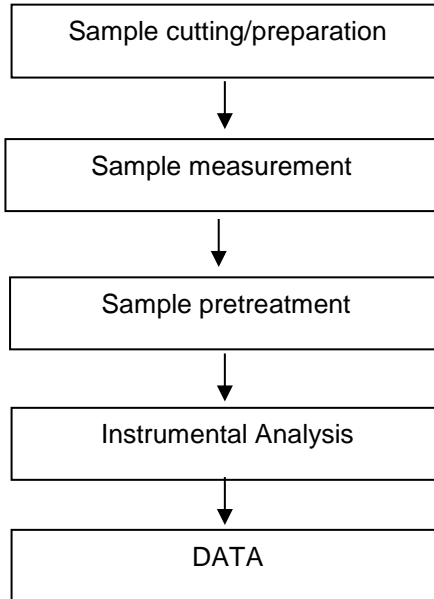 Sample cutting/preparation
Sample measurement
Sample pretreatment
Instrumental Analysis
DATA